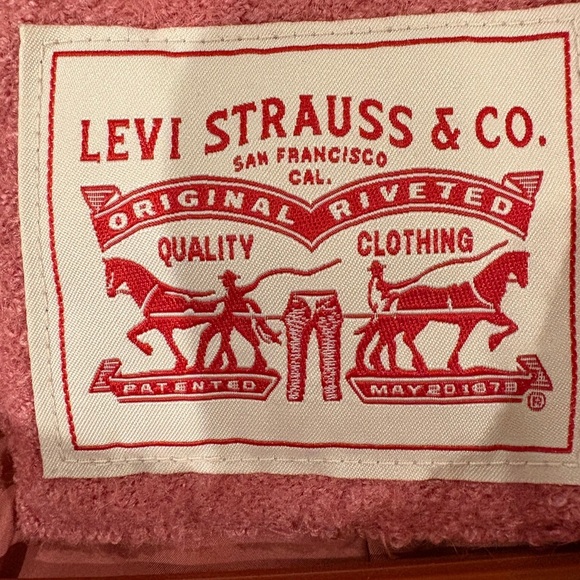 LEVI STRAUSS & CO.
SAN FRANCISCO
CAL.
ORIGINAL RIVETED
QUALITY CLOTHING
PATENTED MAY 20 1873
®